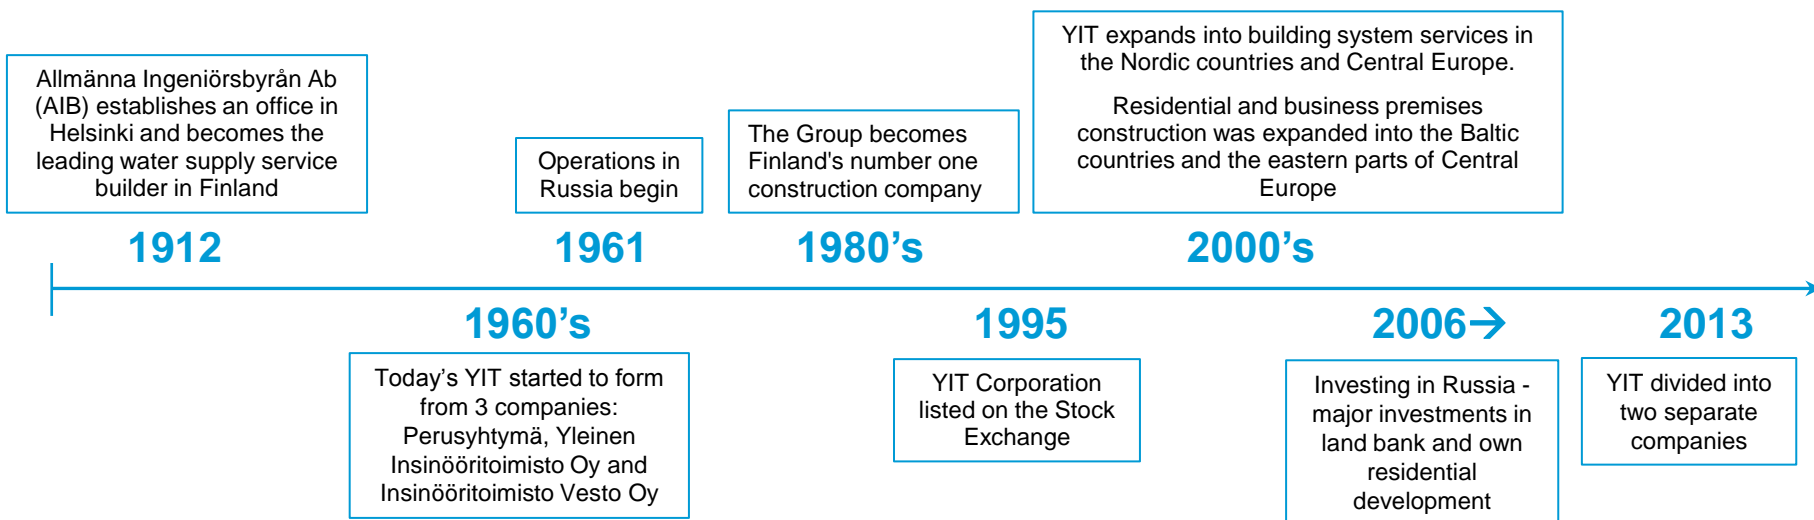 Allmänna Ingeniörsbyrån Ab
(AIB) establishes an office in
Helsinki and becomes the
leading water supply service
builder in Finland
1912
Operations in
Russia begin
1961
The Group becomes
Finland's number one
construction company
1980’s
YIT expands into building system services in
the Nordic countries and Central Europe.
Residential and business premises
construction was expanded into the Baltic
countries and the eastern parts of Central
Europe
2000’s
1960’s
Today’s YIT started to form
from 3 companies:
Perusyhtymä, Yleinen
Insinööritoimisto Oy and
Insinööritoimisto Vesto Oy
1995
YIT Corporation
listed on the Stock
Exchange
2006→
Investing in Russia -
major investments in
land bank and own
residential
development
2013
YIT divided into
two separate
companies